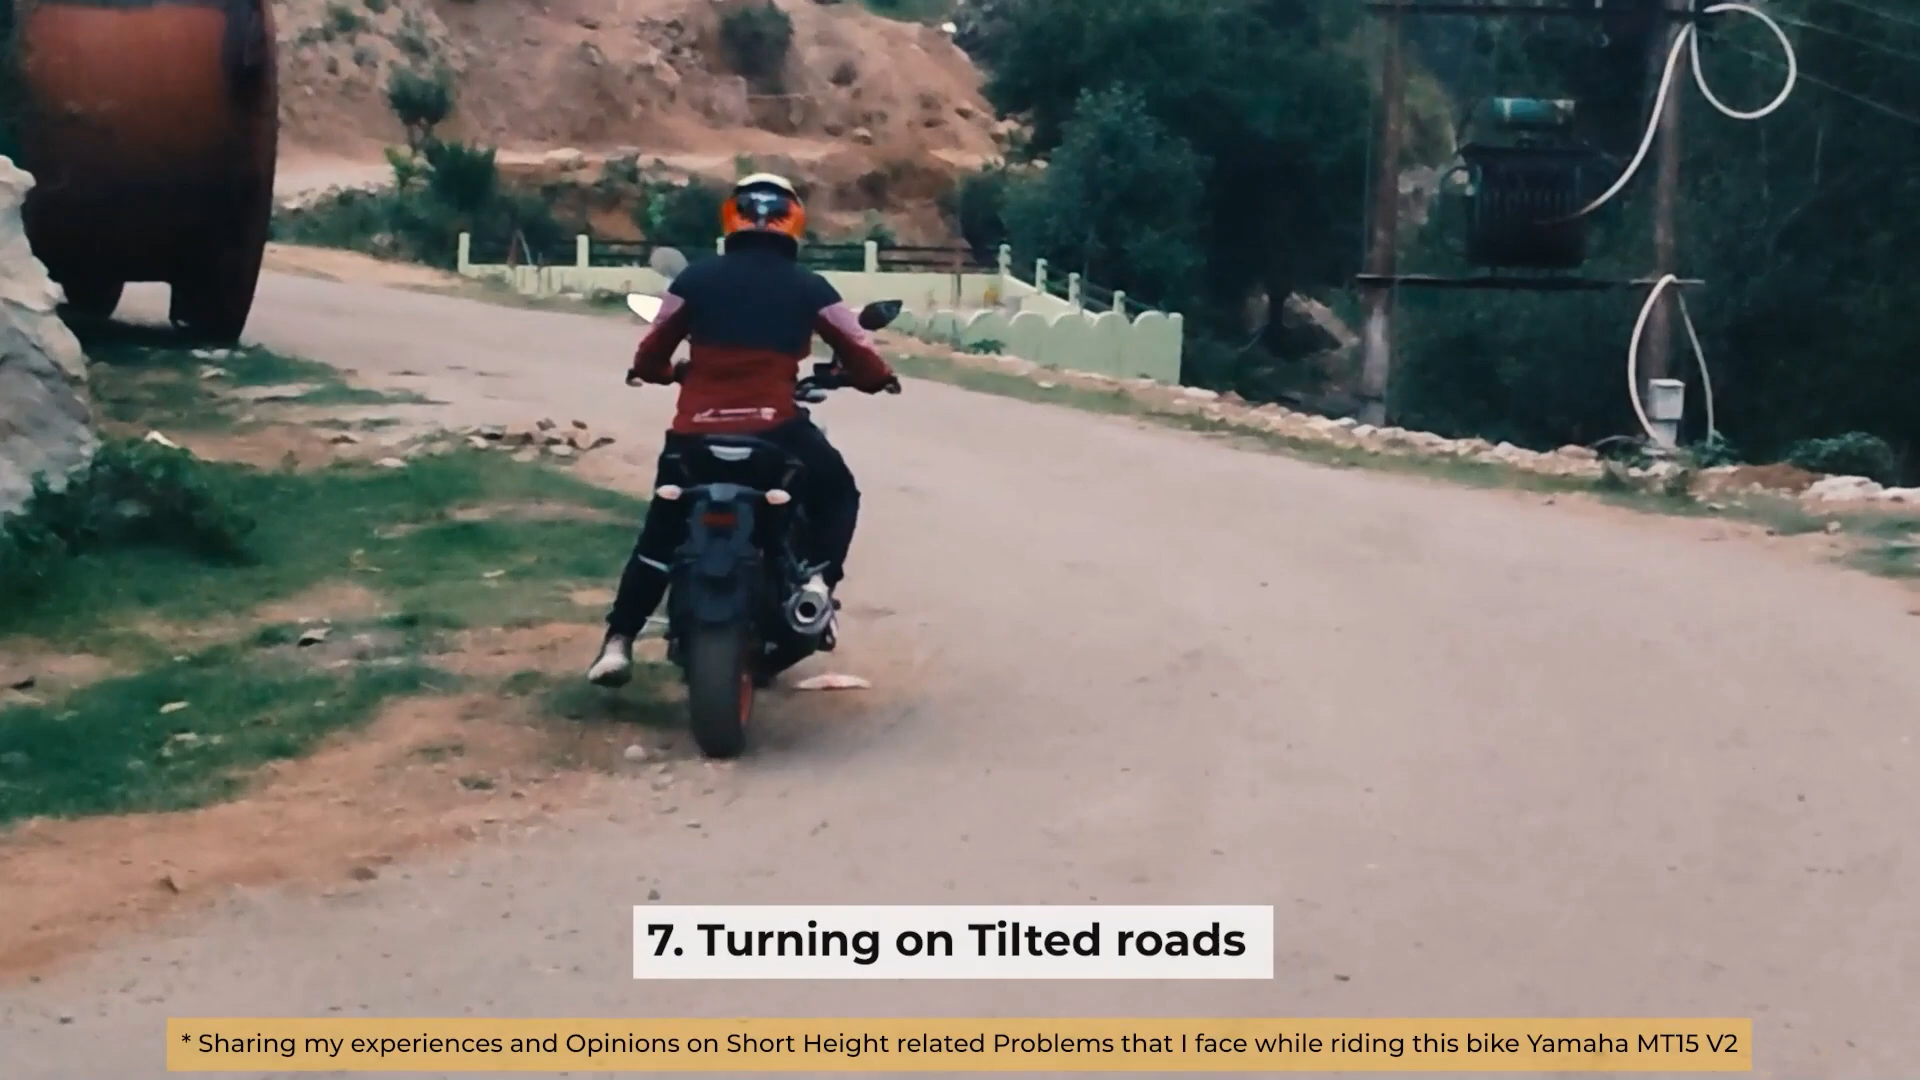 7. Turning on Tilted roads
* Sharing my experiences and Opinions on Short Height related Problems that I face while riding this bike Yamaha MT15 V2